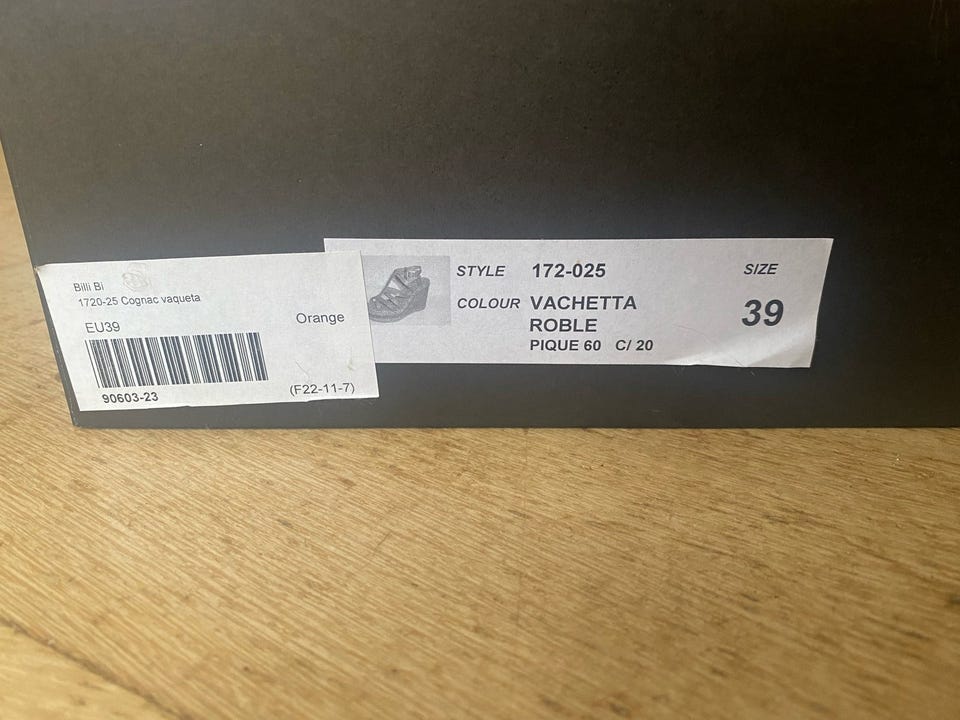 Billi Bi
1720-25 Cognac vaqueta
EU39
Orange
90603-23
(F22-11-7)
STYLE 172-025
COLOUR VACHETTA
ROBLE
PIQUE 60 C/ 20
SIZE
39